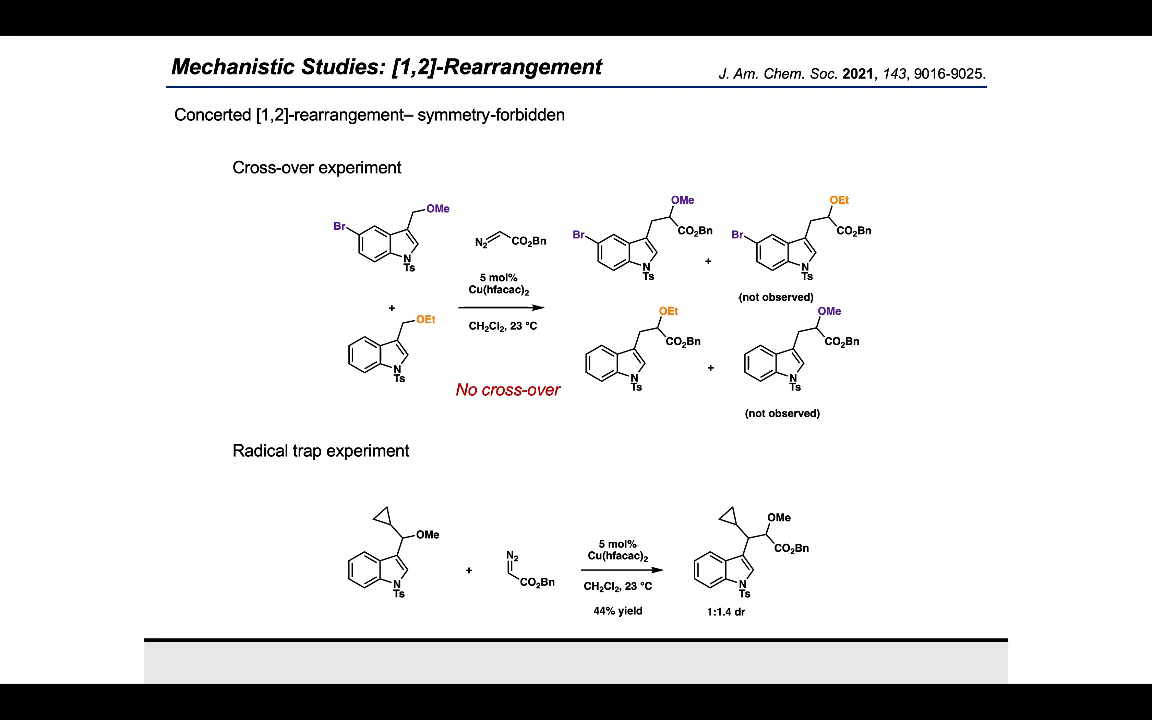 Mechanistic Studies: [1,2]-Rearrangement
J. Am. Chem. Soc. 2021, 143, 9016-9025.
Concerted [1,2]-rearrangement– symmetry-forbidden
Cross-over experiment
Br
OMe
N
Ts
+
OEt
N
Ts
N2
CO2Bn
5 mol%
Cu(hfacac)2
CH2Cl2, 23 °C
No cross-over
OMe
Br
CO2Bn
N
Ts
+
OEt
Br
CO2Bn
N
Ts
(not observed)
OEt
CO2Bn
N
Ts
+
OMe
CO2Bn
N
Ts
(not observed)
Radical trap experiment
OMe
N
Ts
+
N2
CO2Bn
5 mol%
Cu(hfacac)2
CH2Cl2, 23 °C
44% yield
OMe
CO2Bn
N
Ts
1:1.4 dr